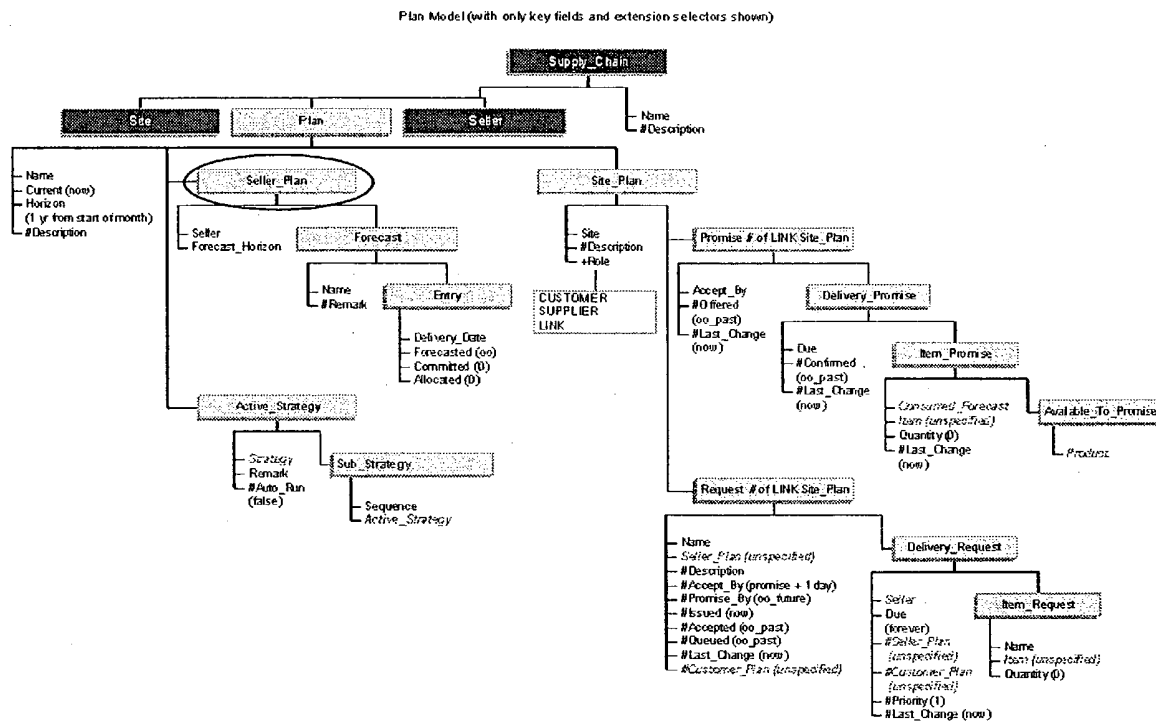 Plan Model (with only key fields and extension selectors shown)
Supply_Chain
Site
Plan
Seller
Name
#Description
Name
Current (now)
Horizon
(1 yr from start of month)
#Description
Seller_Plan
Seller
Forecast_Horizon
Forecast
Name
#Remark
Entry
Delivery_Date
Forecasted (oo)
Committed (0)
Allocated (0)
Active_Strategy
Strategy
Remark
#Auto_Run
(false)
Sub_Strategy
Sequence
Active_Strategy
Site_Plan
Site
#Description
+Role
CUSTOMER
SUPPLIER
LINK
Promise # of LINK Site_Plan
Accept_By
#Offered
(oo_past)
#Last_Change
(now)
Delivery_Promise
Due
#Confirmed
(oo_past)
#Last_Change
(now)
Item_Promise
Consumed_Forecast
Item (unspecified)
Quantity (0)
#Last_Change
(now)
Available_To_Promise
Product
Request # of LINK Site_Plan
Name
Seller_Plan (unspecified)
#Description
#Accept_By (promise + 1 day)
#Promise_By (oo_future)
#Issued (now)
#Accepted (oo_past)
#Queued (oo_past)
#Last_Change (now)
#Customer_Plan (unspecified)
Delivery_Request
Seller
Due
(forever)
#Seller_Plan
(unspecified)
#Customer_Plan
(unspecified)
#Priority (1)
#Last_Change (now)
Item_Request
Name
Item (unspecified)
Quantity (0)